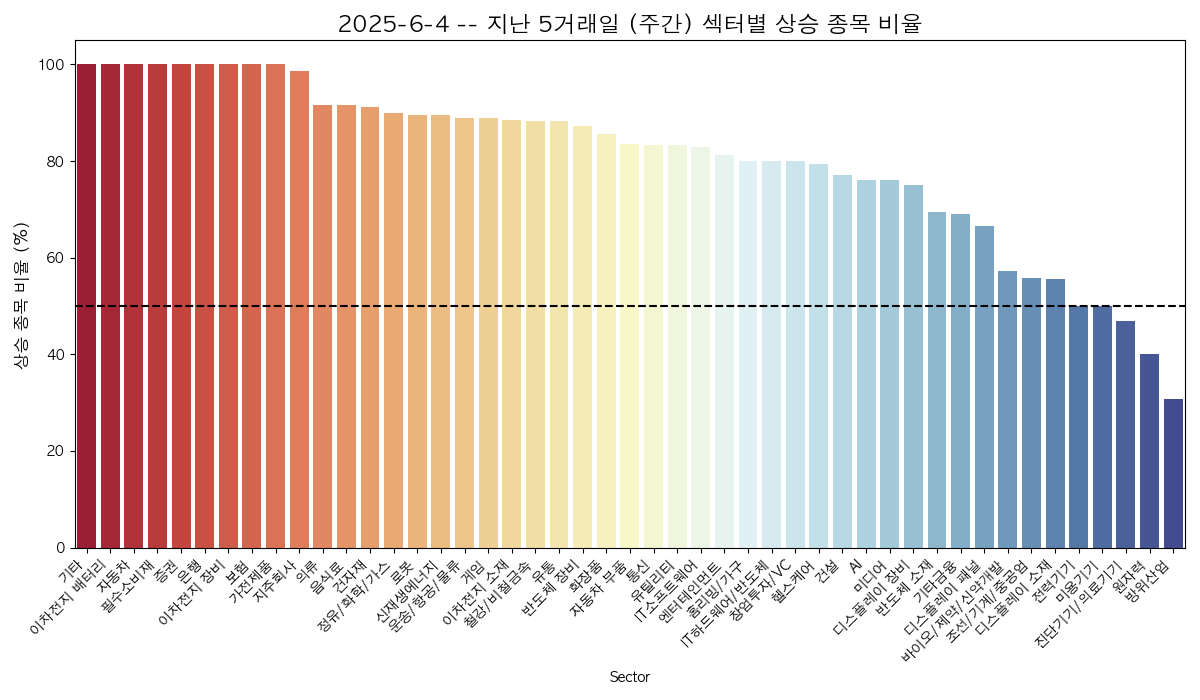 2025-6-4 -- 지난 5거래일 (주간) 섹터별 상승 종목 비율
상승 종목 비율 (%)
100
80
60
40
20
0
기타
이차전지 배터리
자동차
필수소비재
증권
은행
이차전지 장비
보험
가전제품
지주회사
의류
음식료
건자재
정유/화학/가스
로봇
신재생에너지
운송/항공/물류
게임
이차전지 소재
철강/비철금속
유통
반도체 장비
화장품
자동차 부품
통신
유틸리티
IT소프트웨어
엔터테인먼트
홈리빙/가구
IT하드웨어/반도체
창업투자/VC
헬스케어
건설
AI
미디어
디스플레이 장비
반도체 소재
기타금융
디스플레이 패널
바이오/제약/신약개발
조선/기계/중공업
디스플레이 소재
전력기기
미용기기
진단기기/의료기기
원자력
방위산업
Sector